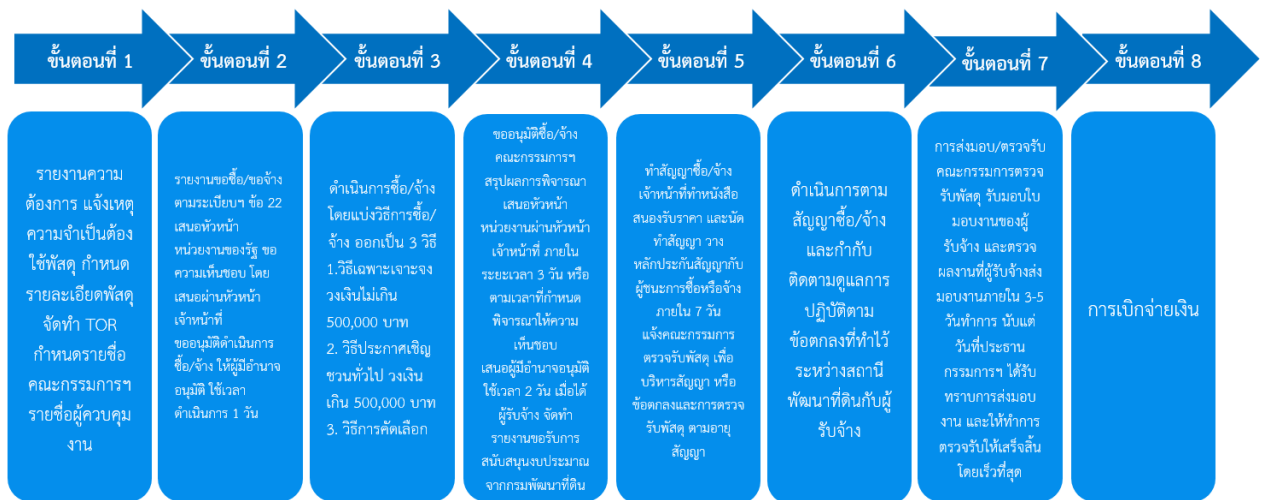 ขั้นตอนที่ 1
ขั้นตอนที่ 2
ขั้นตอนที่ 3
ขั้นตอนที่ 4
ขั้นตอนที่ 5
ขั้นตอนที่ 6
ขั้นตอนที่ 7
ขั้นตอนที่ 8
รายงานความ
ต้องการ แจ้งเหตุ
ความจำเป็นต้อง
ใช้พัสดุ กำหนด
รายละเอียดพัสดุ
จัดทำ TOR
กำหนดรายชื่อ
คณะกรรมการฯ
รายชื่อผู้ควบคุม
งาน
รายงานขอซื้อ/ขอจ้าง
ตามระเบียบฯ ข้อ 22
เสนอหัวหน้า
หน่วยงานของรัฐ ขอ
ความเห็นชอบ โดย
เสนอผ่านหัวหน้า
เจ้าหน้าที่
ขออนุมัติดำเนินการ
ซื้อ/จ้าง ให้ผู้มีอำนาจ
อนุมัติ ใช้เวลา
ดำเนินการ 1 วัน
ดำเนินการซื้อ/จ้าง
โดยแบ่งวิธีการซื้อ/
จ้าง ออกเป็น 3 วิธี
1.วิธีเฉพาะเจาะจง
วงเงินไม่เกิน
500,000 บาท
2. วิธีประกาศเชิญ
ชวนทั่วไป วงเงิน
เกิน 500,000 บาท
3. วิธีการคัดเลือก
ขออนุมัติซื้อ/จ้าง
คณะกรรมการฯ
สรุปผลการพิจารณา
เสนอหัวหน้า
หน่วยงานผ่านหัวหน้า
เจ้าหน้าที่ ภายใน
ระยะเวลา 3 วัน หรือ
ตามเวลาที่กำหนด
พิจารณาให้ความ
เห็นชอบ
เสนอผู้มีอำนาจอนุมัติ
ใช้เวลา 2 วัน เมื่อได้
ผู้รับจ้าง จัดทำ
รายงานขอรับการ
สนับสนุนงบประมาณ
จากกรมพัฒนาที่ดิน
ทำสัญญาซื้อ/จ้าง
เจ้าหน้าที่ทำหนังสือ
สนองรับราคา และนัด
ทำสัญญา วาง
หลักประกันสัญญากับ
ผู้ชนะการซื้อหรือจ้าง
ภายใน 7 วัน
แจ้งคณะกรรมการ
ตรวจรับพัสดุ เพื่อ
บริหารสัญญา หรือ
ข้อตกลงและการตรวจ
รับพัสดุ ตามอายุ
สัญญา
ดำเนินการตาม
สัญญาซื้อ/จ้าง
และกำกับ
ติดตามดูแลการ
ปฏิบัติตาม
ข้อตกลงที่ทำไว้
ระหว่างสถานี
พัฒนาที่ดินกับผู้
รับจ้าง
การส่งมอบ/ตรวจรับ
คณะกรรมการตรวจ
รับพัสดุ รับมอบใบ
มอบงานของผู้
รับจ้าง และตรวจ
ผลงานที่ผู้รับจ้างส่ง
มอบงานภายใน 3-5
วันทำการ นับแต่
วันที่ประธาน
กรรมการฯ ได้รับ
ทราบการส่งมอบ
งาน และให้ทำการ
ตรวจรับให้เสร็จสิ้น
โดยเร็วที่สุด
การเบิกจ่ายเงิน